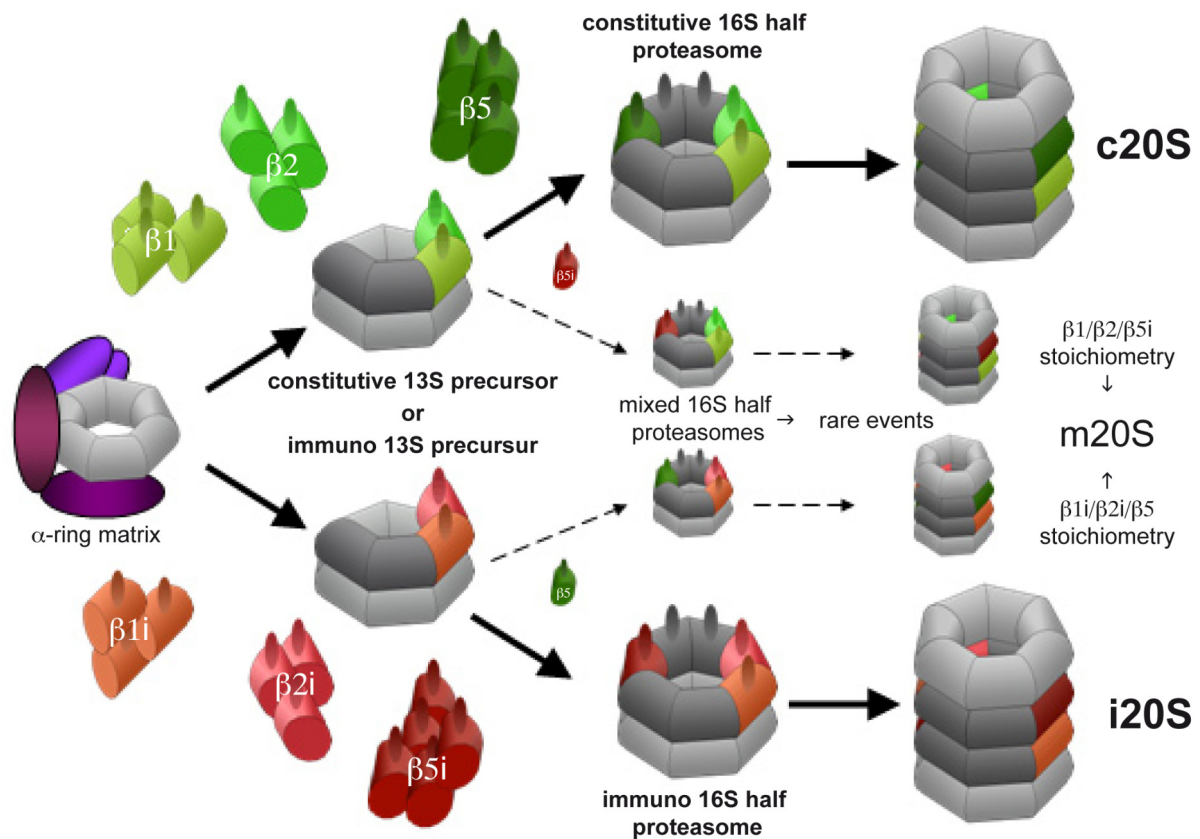 constitutive 16S half
proteasome
β5
β2
β1
c20S
β5i
β1/β2/β5i
stoichiometry
↓
constitutive 13S precursor
or
immuno 13S precursur
mixed 16S half
proteasomes
→ rare events
m20S
↑
β1i/β2i/β5
stoichiometry
α-ring matrix
β5
β1i
β2i
β5i
i20S
immuno 16S half
proteasome